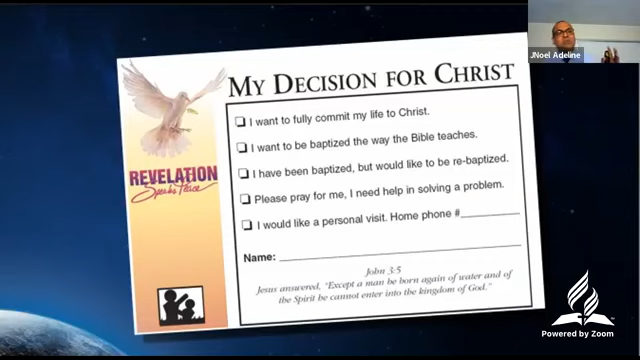 JNoel Adeline
MY DECISION FOR CHRIST
I want to fully commit my life to Christ.
I want to be baptized the way the Bible teaches.
I have been baptized, but would like to be re-baptized.
Please pray for me, I need help in solving a problem.
I would like a personal visit. Home phone #__________
REVELATION
Speaks Peace
Name: ______________________________
John 3:5
Jesus answered, "Except a man be born again of water and of
the Spirit he cannot enter into the kingdom of God."
Powered by Zoom